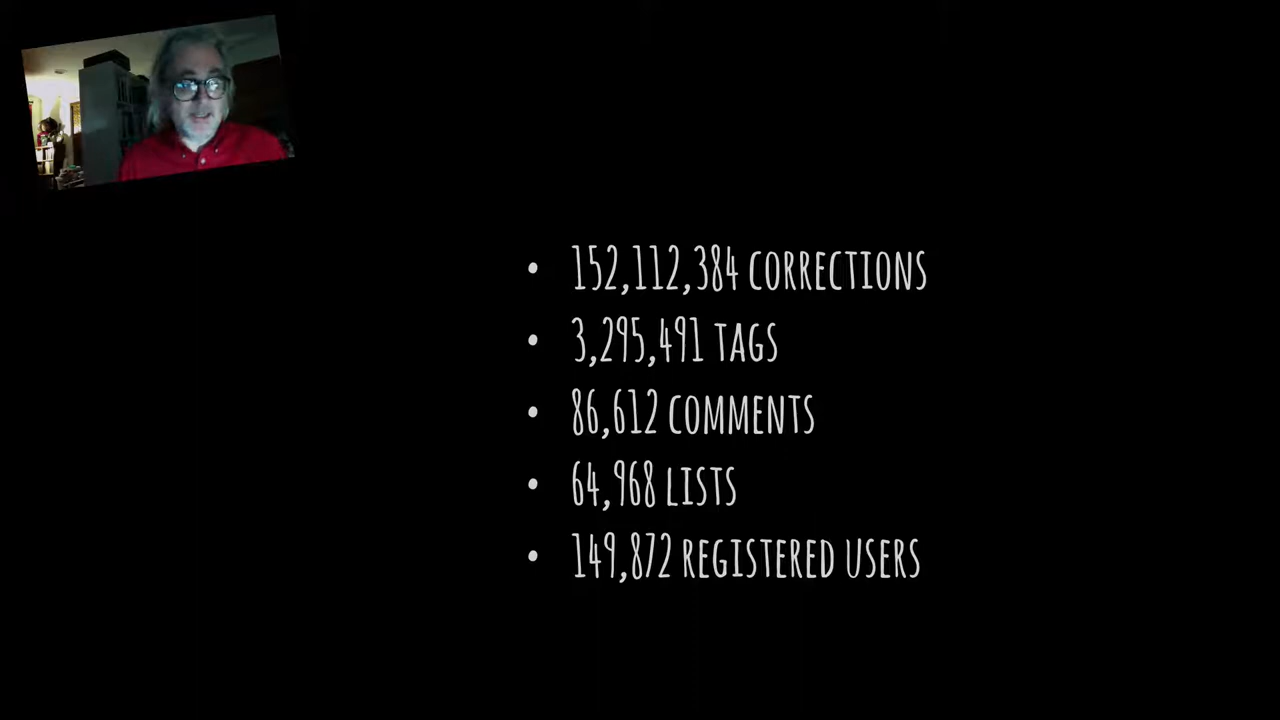 • 152,112,384 CORRECTIONS
• 3,295,491 TAGS
• 86,612 COMMENTS
• 64,968 LISTS
• 149,872 REGISTERED USERS